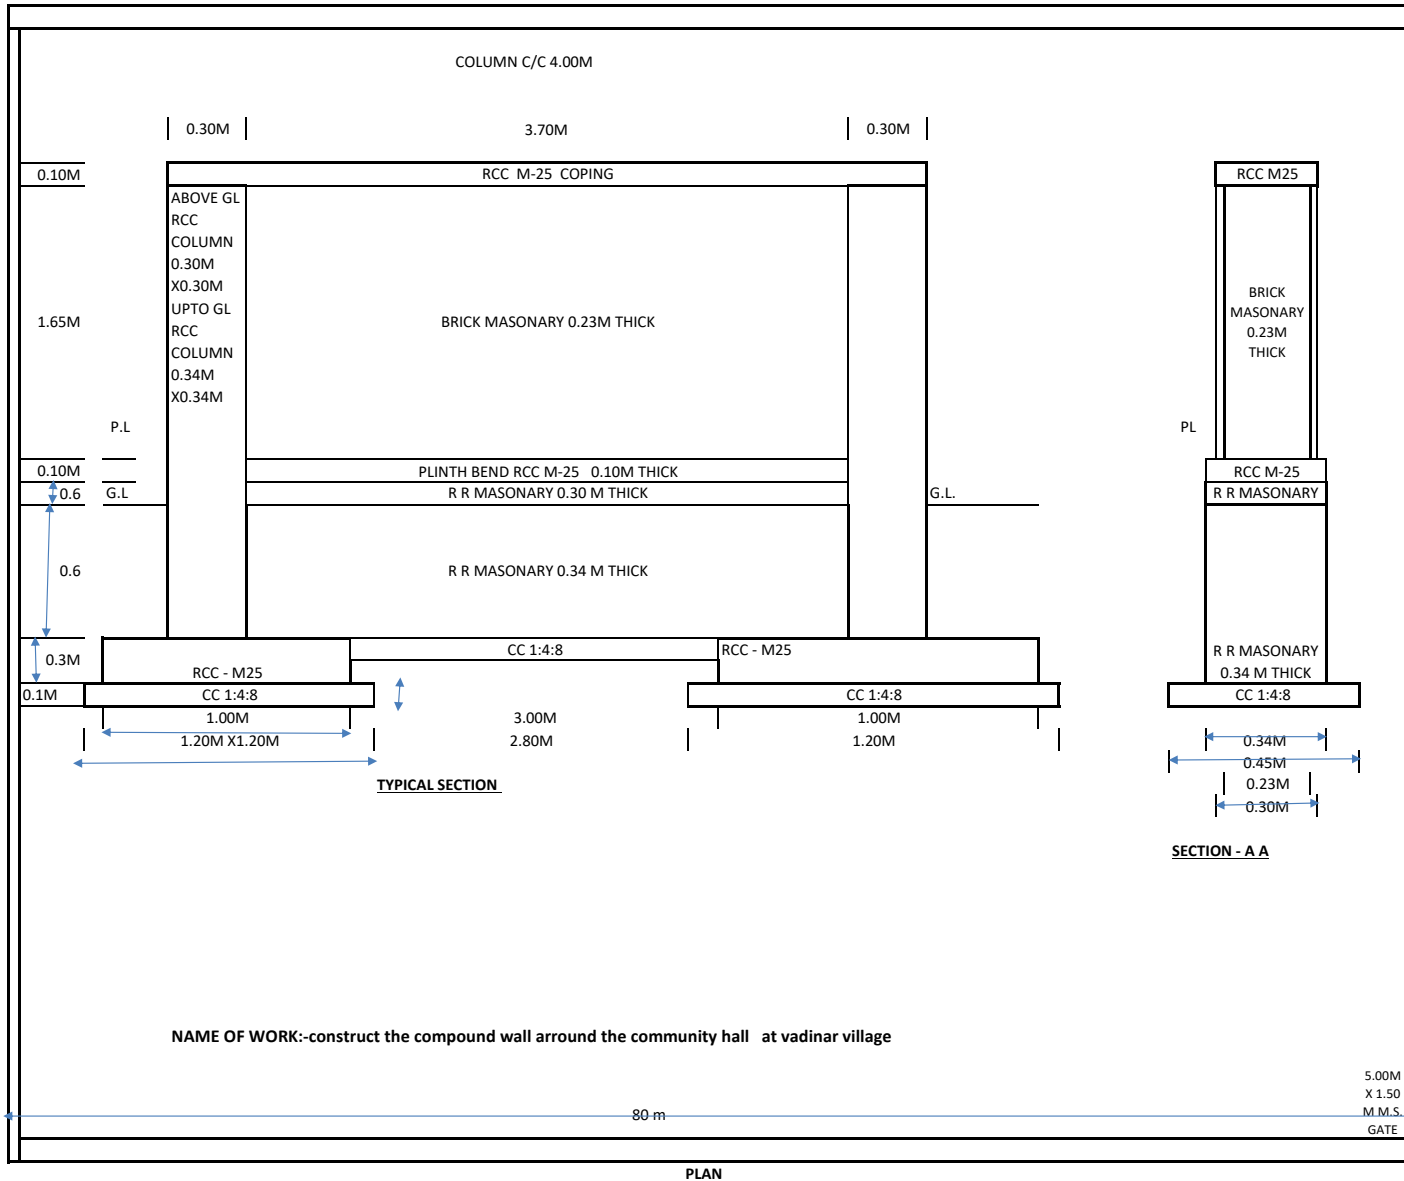 COLUMN C/C 4.00M
0.30M 3.70M 0.30M
0.10M RCC M-25 COPING RCC M25
ABOVE GL
RCC
COLUMN
0.30M
X0.30M
UPTO GL
RCC
COLUMN
0.34M
X0.34M
1.65M BRICK MASONARY 0.23M THICK
BRICK
MASONARY
0.23M
THICK
P.L PL
0.10M PLINTH BEND RCC M-25 0.10M THICK RCC M-25
0.6 G.L R R MASONARY 0.30 M THICK G.L. R R MASONARY
0.6 R R MASONARY 0.34 M THICK
0.3M CC 1:4:8 RCC - M25
R R MASONARY
0.34 M THICK
RCC - M25
0.1M CC 1:4:8 CC 1:4:8 CC 1:4:8
1.00M 3.00M 1.00M
1.20M X1.20M 2.80M 1.20M
0.34M
0.45M
0.23M
0.30M
TYPICAL SECTION
SECTION - A A
NAME OF WORK:-construct the compound wall arround the community hall at vadinar village
5.00M
X 1.50
M M.S.
GATE
80 m
PLAN